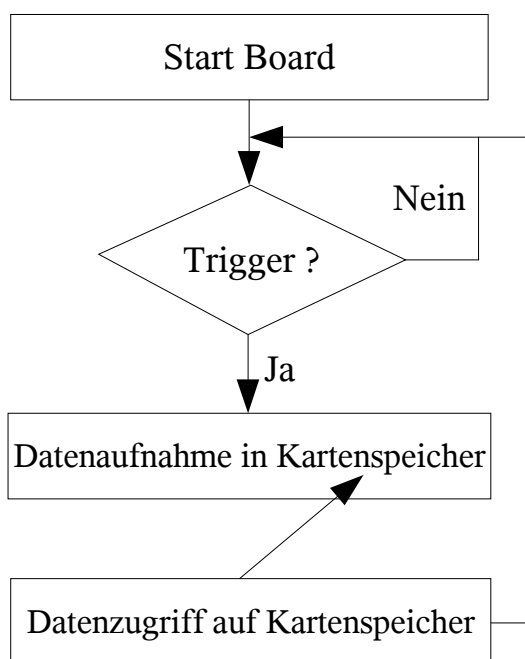 Start Board
Nein
Trigger ?
Ja
Datenaufnahme in Kartenspeicher
Datenzugriff auf Kartenspeicher